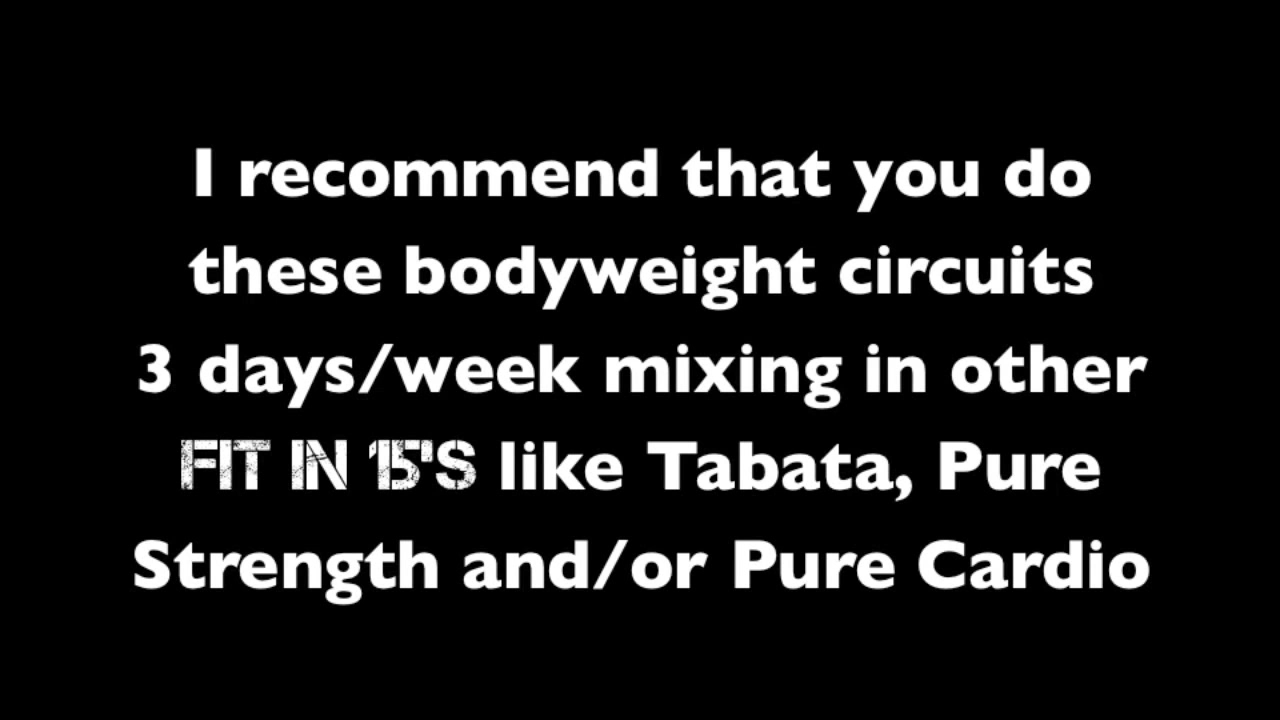 I recommend that you do
these bodyweight circuits
3 days/week mixing in other
FIT IN 15'S like Tabata, Pure
Strength and/or Pure Cardio